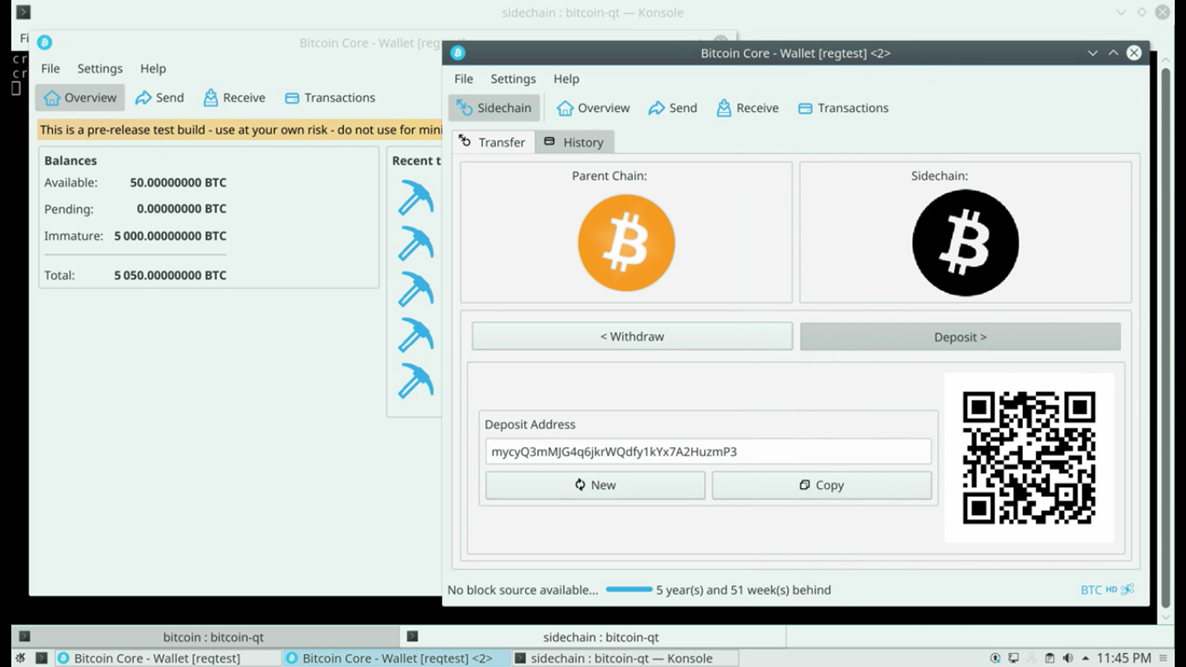 sidechain : bitcoin-qt — Konsole
Fi
cr
cr
Bitcoin Core - Wallet [reg
File Settings Help
Overview Send Receive Transactions
This is a pre-release test build - use at your own risk - do not use for mini
Balances
Available: 50.00000000 BTC
Pending: 0.00000000 BTC
Immature: 5 000.00000000 BTC
Total: 5 050.00000000 BTC
Recent t
Bitcoin Core - Wallet [regtest] <2>
File Settings Help
Sidechain Overview Send Receive Transactions
Transfer History
Parent Chain: Sidechain:
< Withdraw Deposit >
Deposit Address
mycyQ3mMJG4q6jkrWQdfy1kYx7A2HuzmP3
New Copy
No block source available... 5 year(s) and 51 week(s) behind
BTC HD
bitcoin : bitcoin-qt sidechain : bitcoin-qt
Bitcoin Core - Wallet [regtest] Bitcoin Core - Wallet [regtest] <2> sidechain : bitcoin-qt — Konsole 11:45 PM